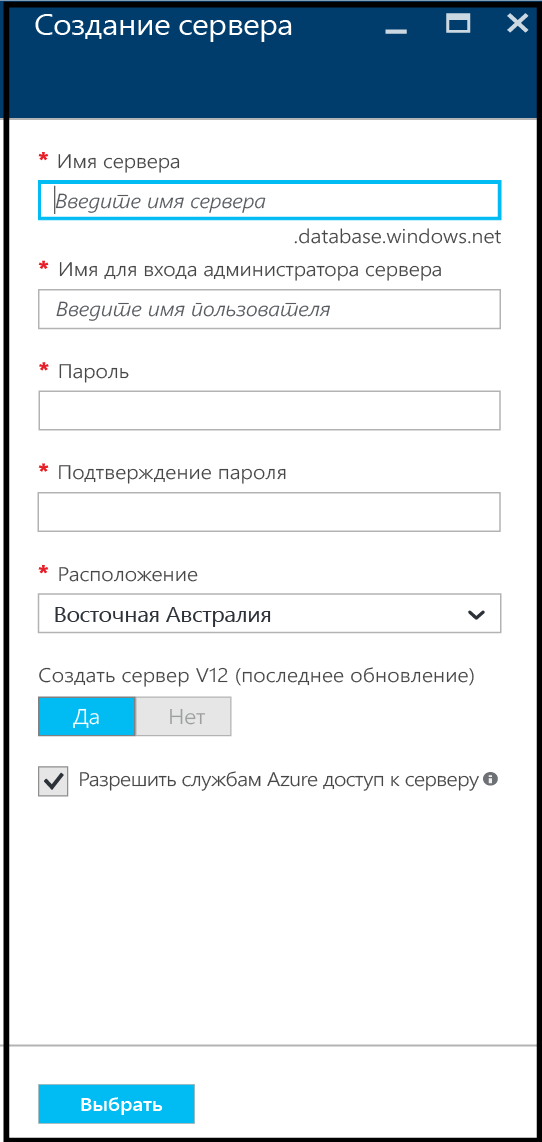 Создание сервера
* Имя сервера
Введите имя сервера
.database.windows.net
* Имя для входа администратора сервера
Введите имя пользователя
* Пароль
* Подтверждение пароля
* Расположение
Восточная Австралия
Создать сервер V12 (последнее обновление)
Да Нет
Разрешить службам Azure доступ к серверу
Выбрать